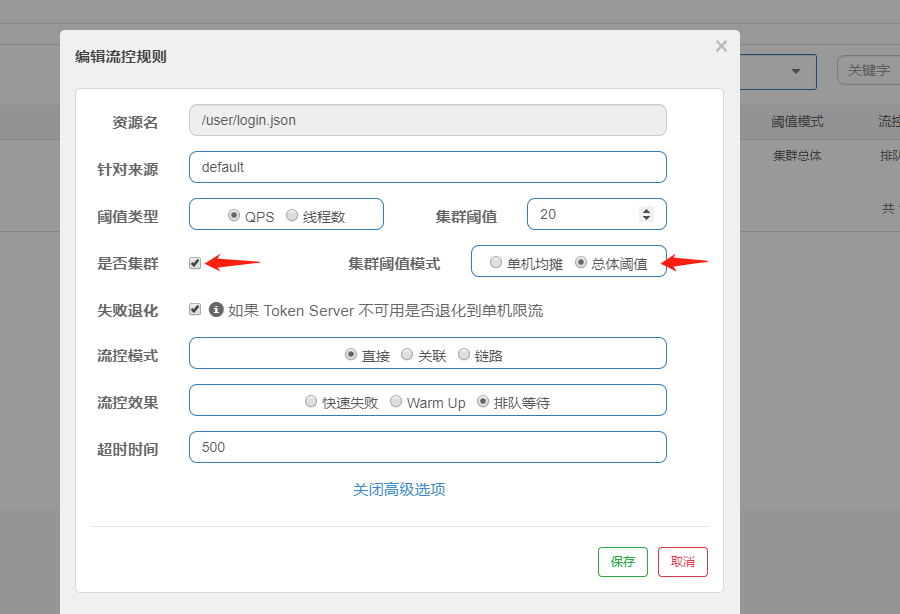 编辑流控规则
×
关键字
阈值模式 流控
集群总体 排队
共
资源名 /user/login.json
针对来源 default
阈值类型 QPS 线程数 集群阈值 20
是否集群 集群阈值模式 单机均摊 总体阈值
失败退化 如果 Token Server 不可用是否退化到单机限流
流控模式 直接 关联 链路
流控效果 快速失败 Warm Up 排队等待
超时时间 500
关闭高级选项
保存 取消